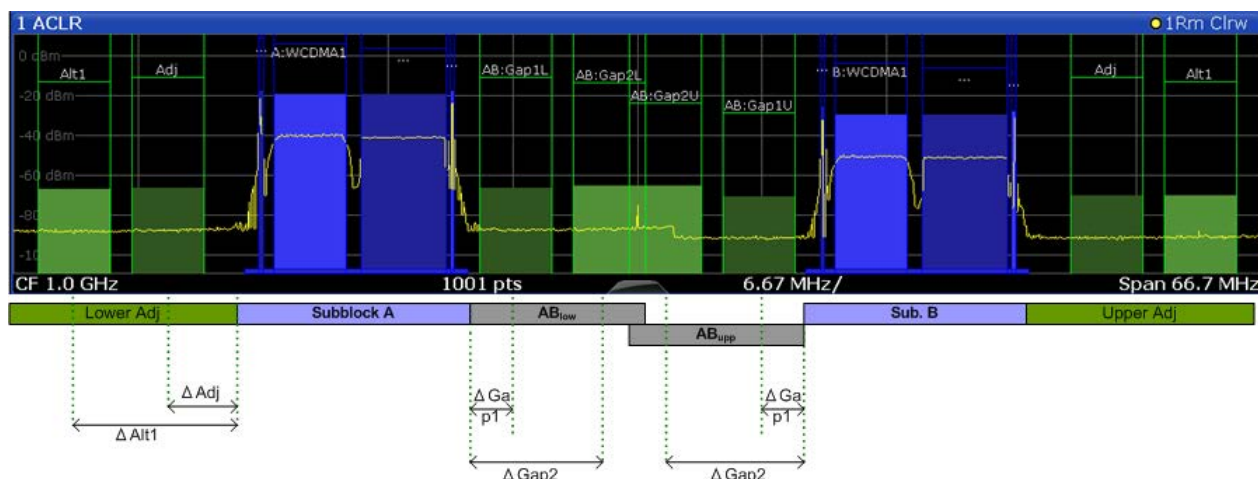 1 ACLR
1Rm Clrw
0 dBm
Alt1
Adj
... A:WCDMA1
...
...
AB:Gap1L
AB:Gap2L
AB:Gap2U
AB:Gap1U
...
B:WCDMA1
...
...
Adj
Alt1
-20 dBm
-40 dBm
-60 dBm
-80 dBm
CF 1.0 GHz
1001 pts
6.67 MHz/
Span 66.7 MHz
Lower Adj
Subblock A
ABlow
ABupp
Sub. B
Upper Adj
Δ Adj
Δ Alt1
Δ Ga
p1
Δ Gap2
Δ Ga
p1
Δ Gap2